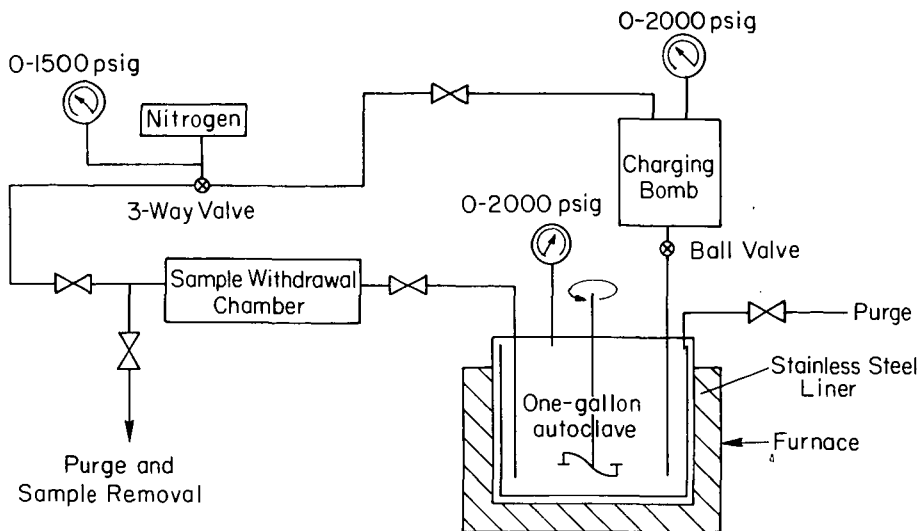 0-2000 psig
0-1500 psig
Nitrogen
Charging
Bomb
3-Way Valve
0-2000 psig
Ball Valve
Sample Withdrawal
Chamber
Purge
Stainless Steel
Liner
One-gallon
autoclave
Furnace
Purge and
Sample Removal